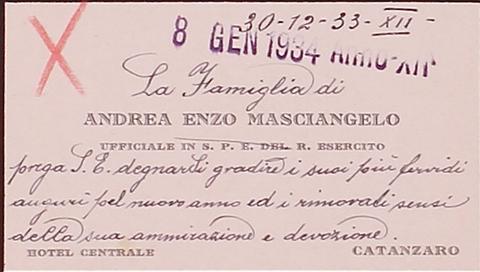 30-12-33-XII-
8 GEN 1934 ANNO XII
La Famiglia di
ANDREA ENZO MASCIANGELO
UFFICIALE IN S. P. E. DEL R. ESERCITO
prega S.E. degnarsi gradire i suoi più fervidi
auguri pel nuovo anno ed i rinnovati sensi
della sua ammirazione e devozione.
HOTEL CENTRALE CATANZARO